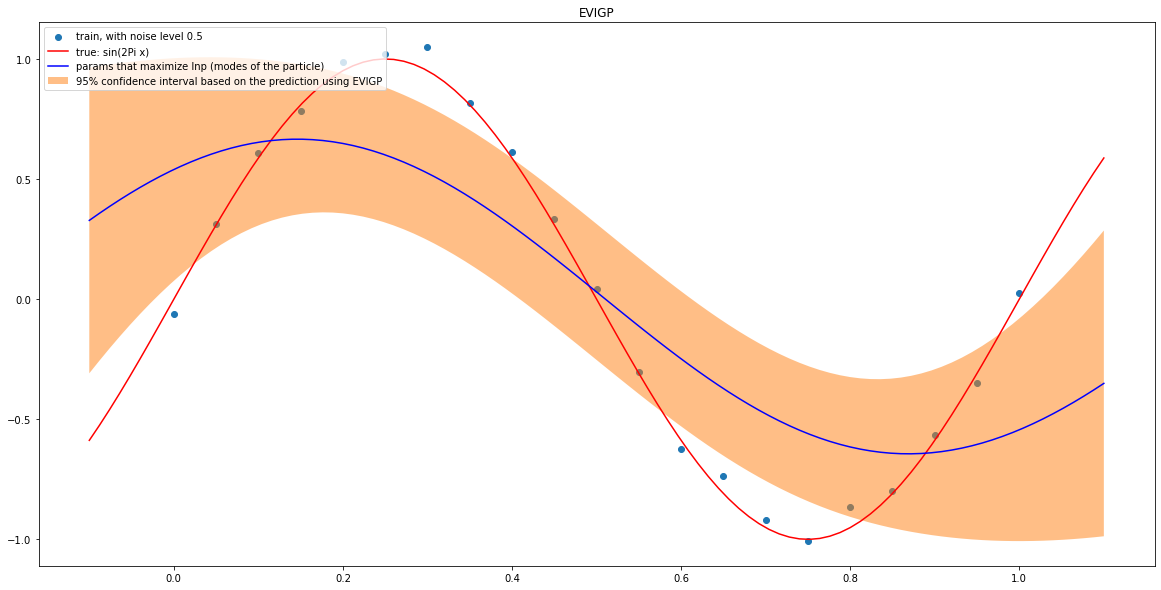 EVIGP
train, with noise level 0.5
true: sin(2Pi x)
params that maximize lnp (modes of the particle)
95% confidence interval based on the prediction using EVIGP
1.0
0.5
0.0
−0.5
−1.0
0.0 0.2 0.4 0.6 0.8 1.0